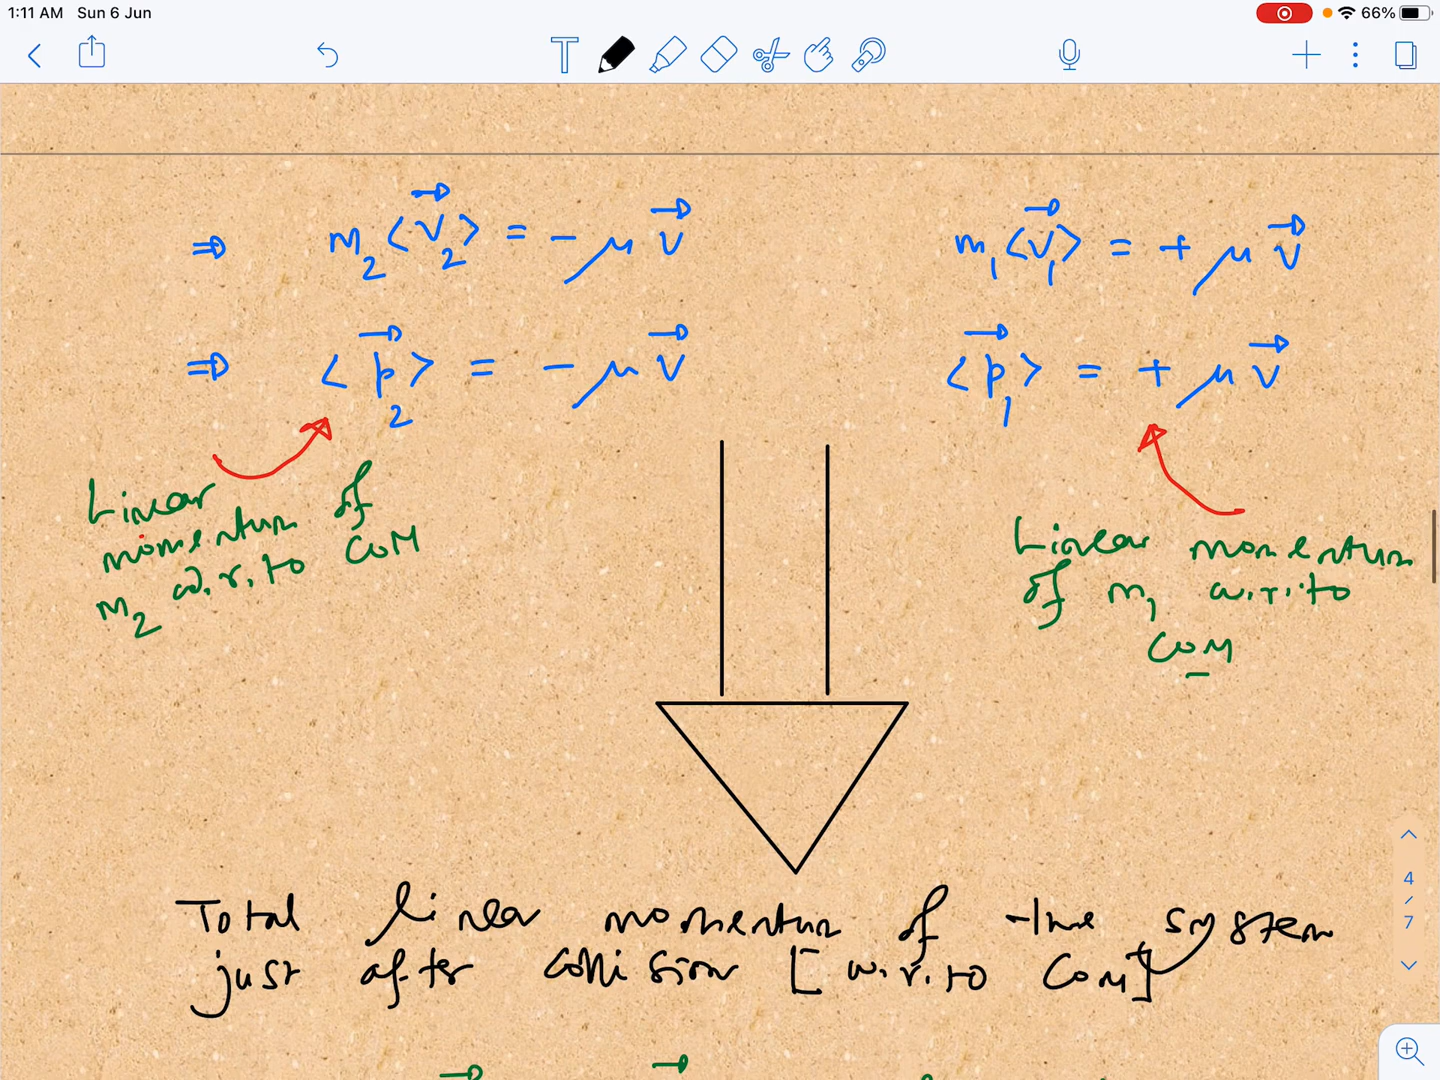 1:11 AM Sun 6 Jun
66%
T
⇒ m₂⟨v⃗₂⟩ = − μ v⃗
m₁⟨v⃗₁⟩ = + μ v⃗
⇒ ⟨p⃗₂⟩ = − μ v⃗
⟨p⃗₁⟩ = + μ v⃗
Linear
momentum of
m₂ w.r.to CoM
Linear momentum
of m₁ w.r.to
CoM
4
/
7
Total linear momentum of the system
just after collision [w.r.to CoM]